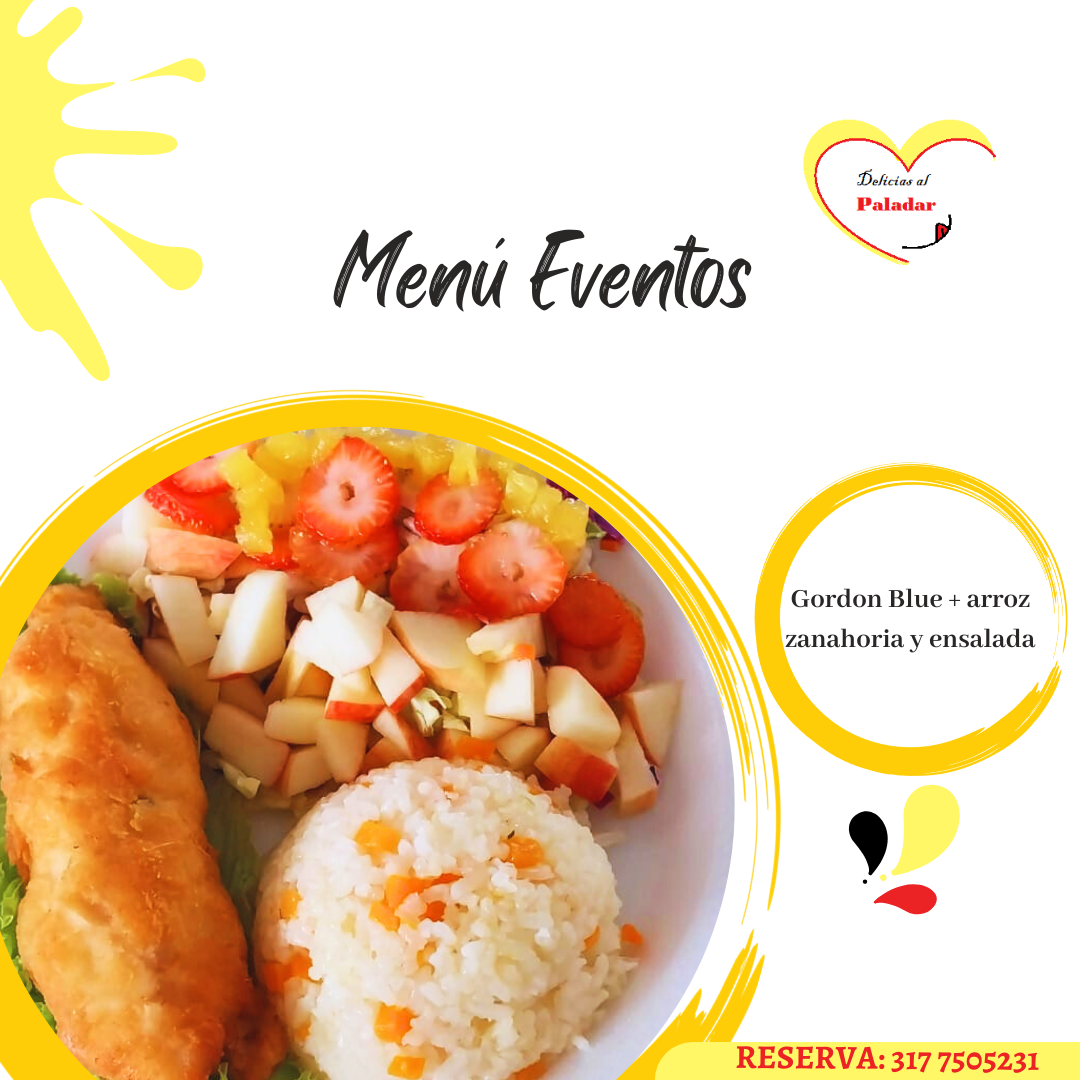 Delicias al
Paladar
Menú Eventos
Gordon Blue + arroz
zanahoria y ensalada
RESERVA: 317 7505231